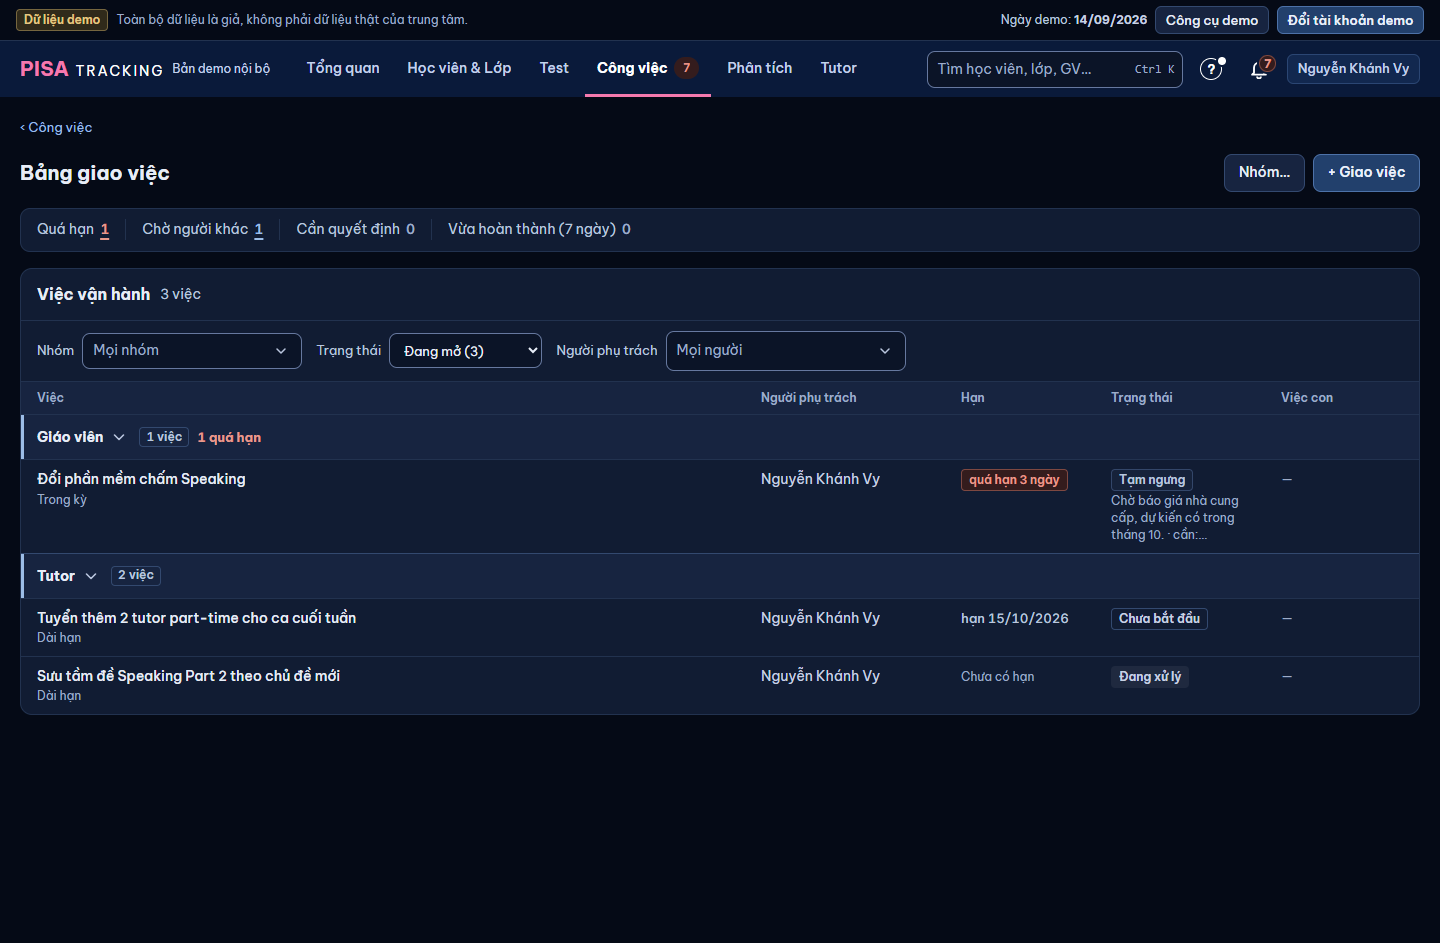 Dữ liệu demo Toàn bộ dữ liệu là giả, không phải dữ liệu thật của trung tâm. Ngày demo: 14/09/2026 Công cụ demo Đổi tài khoản demo
PISA TRACKING Bản demo nội bộ Tổng quan Học viên & Lớp Test Công việc 7 Phân tích Tutor Tìm học viên, lớp, GV... Ctrl K ? 7 Nguyễn Khánh Vy
‹ Công việc
Bảng giao việc Nhóm... + Giao việc
Quá hạn 1 Chờ người khác 1 Cần quyết định 0 Vừa hoàn thành (7 ngày) 0
Việc vận hành 3 việc
Nhóm Mọi nhóm Trạng thái Đang mở (3) Người phụ trách Mọi người
Việc Người phụ trách Hạn Trạng thái Việc con
Giáo viên 1 việc 1 quá hạn
Đổi phần mềm chấm Speaking Nguyễn Khánh Vy quá hạn 3 ngày Tạm ngưng —
Trong kỳ Chờ báo giá nhà cung
cấp, dự kiến có trong
tháng 10. · cần:...
Tutor 2 việc
Tuyển thêm 2 tutor part-time cho ca cuối tuần Nguyễn Khánh Vy hạn 15/10/2026 Chưa bắt đầu —
Dài hạn
Sưu tầm đề Speaking Part 2 theo chủ đề mới Nguyễn Khánh Vy Chưa có hạn Đang xử lý —
Dài hạn